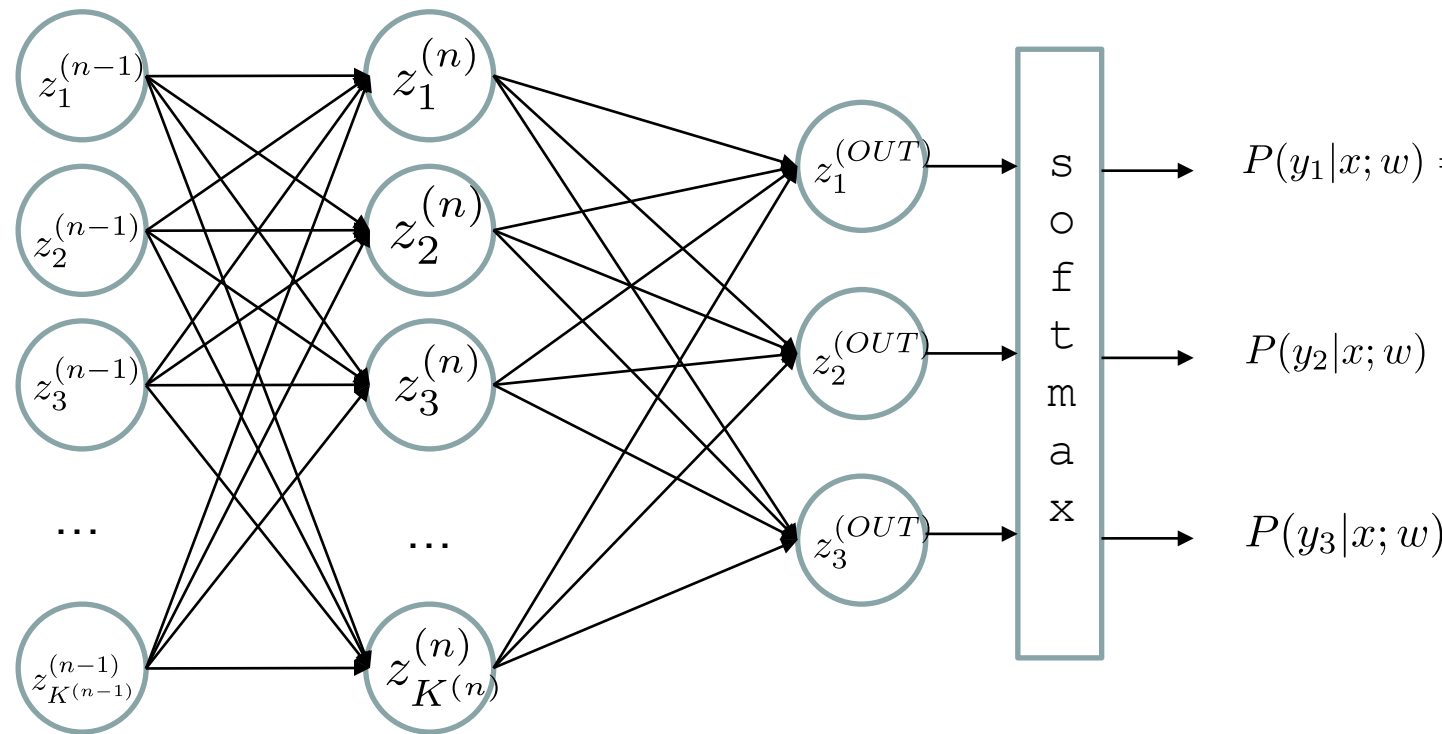 z_1^{(n-1)}
z_2^{(n-1)}
z_3^{(n-1)}
...
z_{K^{(n-1)}}^{(n-1)}
z_1^{(n)}
z_2^{(n)}
z_3^{(n)}
...
z_{K^{(n)}}^{(n)}
z_1^{(OUT)}
z_2^{(OUT)}
z_3^{(OUT)}
s
o
f
t
m
a
x
P(y_1|x; w) =
P(y_2|x; w)
P(y_3|x; w)